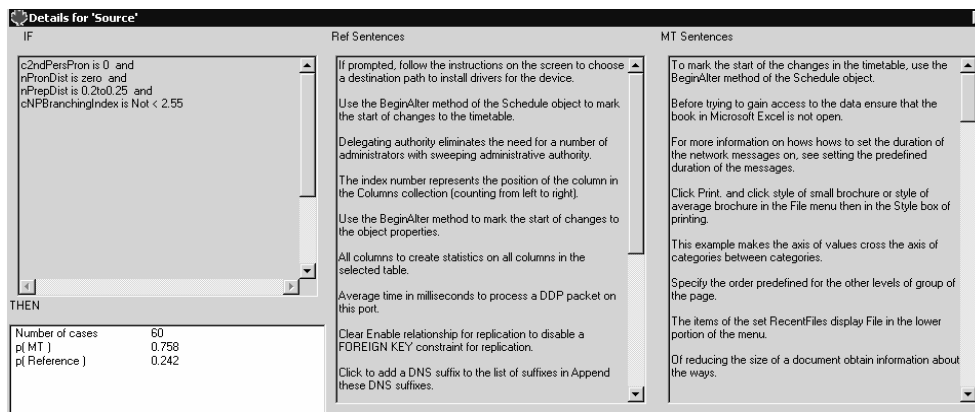 Details for 'Source'
IF
c2ndPersPron is 0 and
nPronDist is zero and
nPrepDist is 0.2to0.25 and
cNPBranchingIndex is Not < 2.55
THEN
Number of cases 60
p( MT ) 0.758
p( Reference ) 0.242
Ref Sentences
If prompted, follow the instructions on the screen to choose
a destination path to install drivers for the device.
Use the BeginAlter method of the Schedule object to mark
the start of changes to the timetable.
Delegating authority eliminates the need for a number of
administrators with sweeping administrative authority.
The index number represents the position of the column in
the Columns collection (counting from left to right).
Use the BeginAlter method to mark the start of changes to
the object properties.
All columns to create statistics on all columns in the
selected table.
Average time in milliseconds to process a DDP packet on
this port.
Clear Enable relationship for replication to disable a
FOREIGN KEY constraint for replication.
Click to add a DNS suffix to the list of suffixes in Append
these DNS suffixes.
MT Sentences
To mark the start of the changes in the timetable, use the
BeginAlter method of the Schedule object.
Before trying to gain access to the data ensure that the
book in Microsoft Excel is not open.
For more information on hows hows to set the duration of
the network messages on, see setting the predefined
duration of the messages.
Click Print. and click style of small brochure or style of
average brochure in the File menu then in the Style box of
printing.
This example makes the axis of values cross the axis of
categories between categories.
Specify the order predefined for the other levels of group of
the page.
The items of the set RecentFiles display File in the lower
portion of the menu.
Of reducing the size of a document obtain information about
the ways.